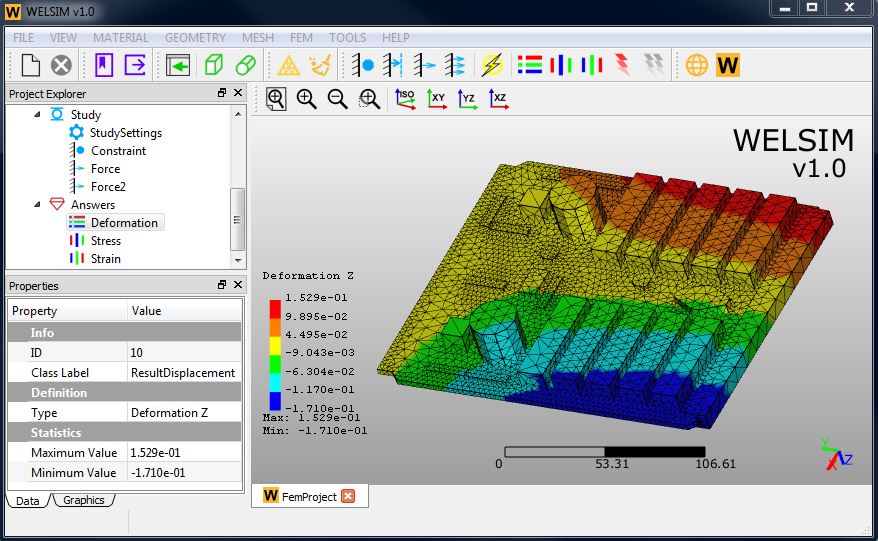 W WELSIM v1.0
FILE VIEW MATERIAL GEOMETRY MESH FEM TOOLS HELP
W
Project Explorer
Study
StudySettings
Constraint
Force
Force2
Answers
Deformation
Stress
Strain
Properties
Property Value
Info
ID 10
Class Label ResultDisplacement
Definition
Type Deformation Z
Statistics
Maximum Value 1.529e-01
Minimum Value -1.710e-01
Data Graphics
ISO XY YZ XZ
WELSIM
v1.0
Deformation Z
1.529e-01
9.895e-02
4.495e-02
-9.043e-03
-6.304e-02
-1.170e-01
-1.710e-01
Max: 1.529e-01
Min: -1.710e-01
0 53.31 106.61
Y
X Z
W FemProject